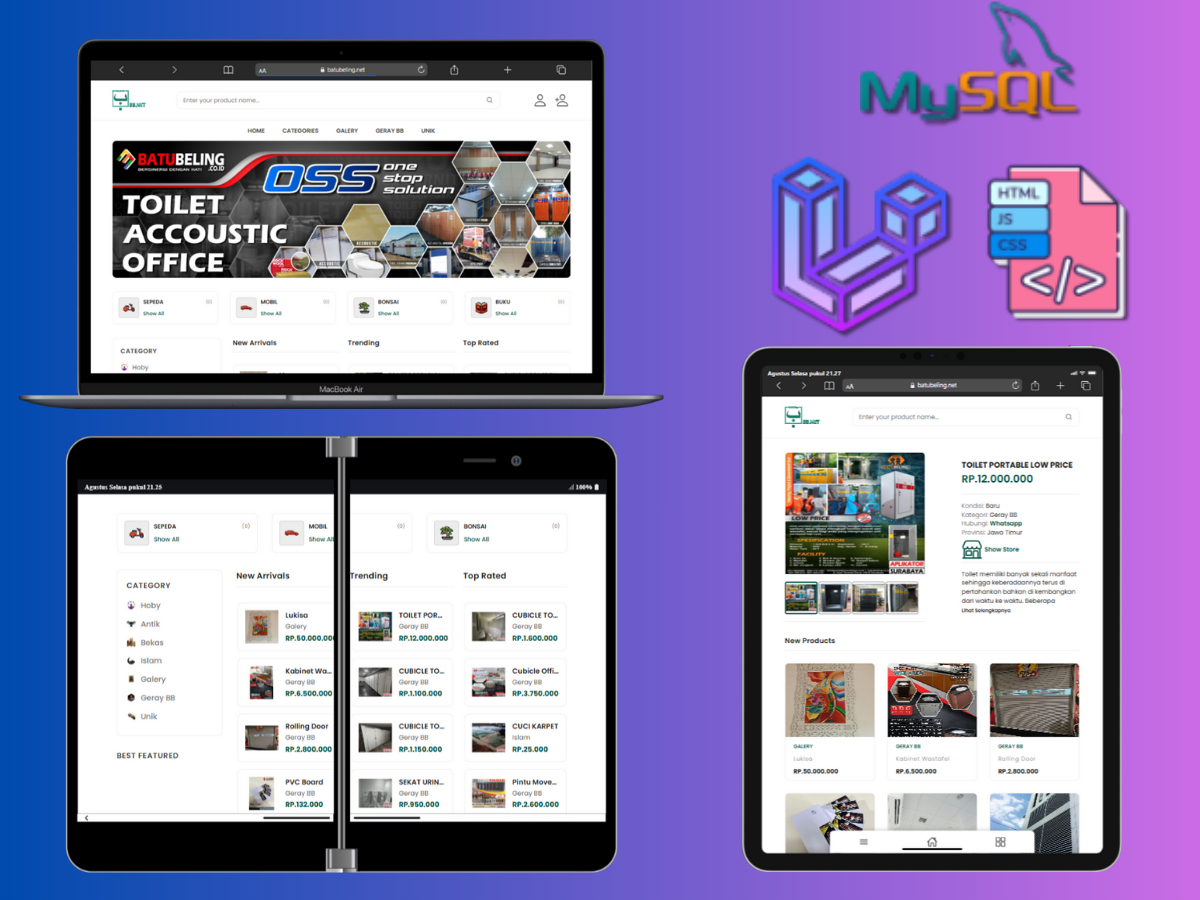 AA batubeling.net
BB.NET
Enter your product name...
HOME CATEGORIES GALERY GERAY BB UNIK
BATUBELING
.CO.ID
BERSINERGI DENGAN HATI
OSS one
stop
solution
TOILET
ACCOUSTIC
OFFICE
SEPEDA (0)
Show All
MOBIL (0)
Show All
BONSAI (0)
Show All
BUKU (0)
Show All
CATEGORY
Hoby
New Arrivals Trending Top Rated
MacBook Air
MySQL
HTML
JS
CSS
</>
Agustus Selasa pukul 21.25 100%
SEPEDA (0)
Show All
MOBIL (0)
Show All
BONSAI (0)
Show All
CATEGORY
Hoby
Antik
Bekas
Islam
Galery
Geray BB
Unik
BEST FEATURED
New Arrivals
Lukisa
Galery
RP.50.000.000
Kabinet Wa...
Geray BB
RP.6.500.000
Rolling Door
Geray BB
RP.2.800.000
PVC Board
Geray BB
RP.132.000
Trending
TOILET POR...
Geray BB
RP.12.000.000
CUBICLE TO...
Geray BB
RP.1.100.000
CUBICLE TO...
Geray BB
RP.1.150.000
SEKAT URIN...
Geray BB
RP.950.000
Top Rated
CUBICLE TO...
Geray BB
RP.1.600.000
Cubicle Offi...
Geray BB
RP.3.750.000
CUCI KARPET
Islam
RP.25.000
Pintu Move...
Geray BB
RP.2.600.000
Agustus Selasa pukul 21.27
AA batubeling.net
BB.NET
Enter your product name...
LOW PRICE
SPECIFICATION
FACILITY
APLIKATOR
SURABAYA
TOILET PORTABLE LOW PRICE
RP.12.000.000
Kondisi: Baru
Kategori: Geray BB
Hubungi: Whatsapp
Provinsi: Jawa Timur
Show Store
Toilet memiliki banyak sekali manfaat
sehingga keberadaannya terus di
pertahankan bahkan di kembangkan
dari waktu ke waktu. Beberapa
Lihat Selengkapnya
New Products
GALERY
Lukisa
RP.50.000.000
GERAY BB
Kabinet Wastafel
RP.6.500.000
GERAY BB
Rolling Door
RP.2.800.000